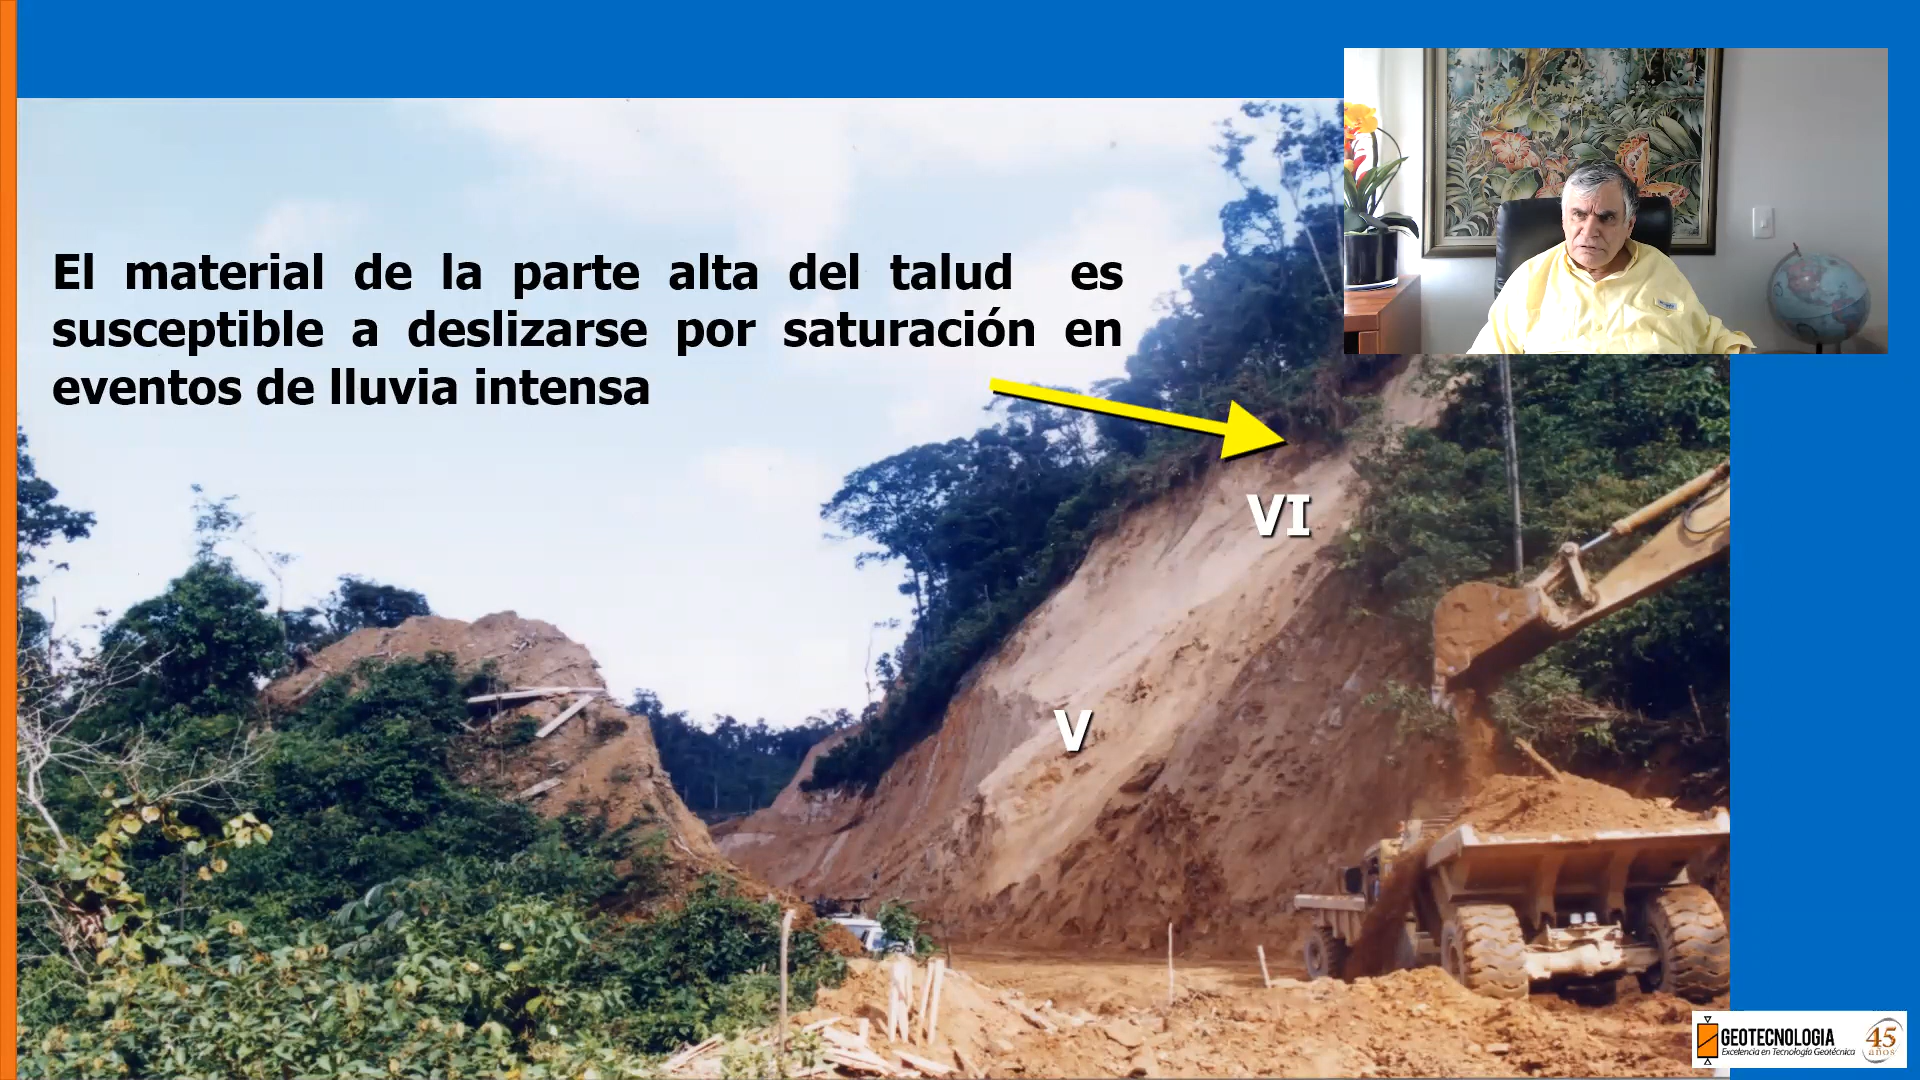 El material de la parte alta del talud es
susceptible a deslizarse por saturación en
eventos de lluvia intensa
VI
V
GEOTECNOLOGIA
Excelencia en Tecnología Geotécnica
45
años